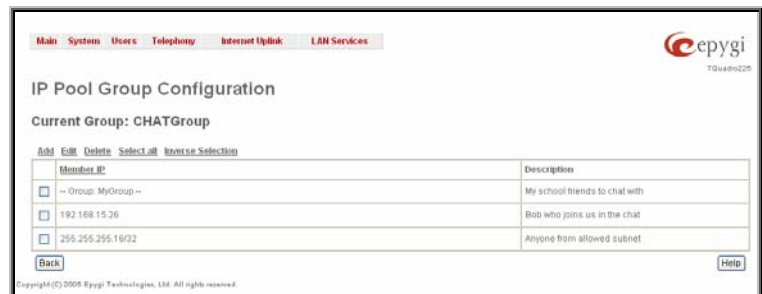 Main System Users Telephony Internet Uplink LAN Services
epygi
TQuadro225
IP Pool Group Configuration
Current Group: CHATGroup
Add Edit Delete Select all Inverse Selection
Member IP Description
-- Group: MyGroup -- My school friends to chat with
192.168.15.26 Bob who joins us in the chat
255.255.255.16/32 Anyone from allowed subnet
Back Help
Copyright (C) 2005 Epygi Technologies, Ltd. All rights reserved.